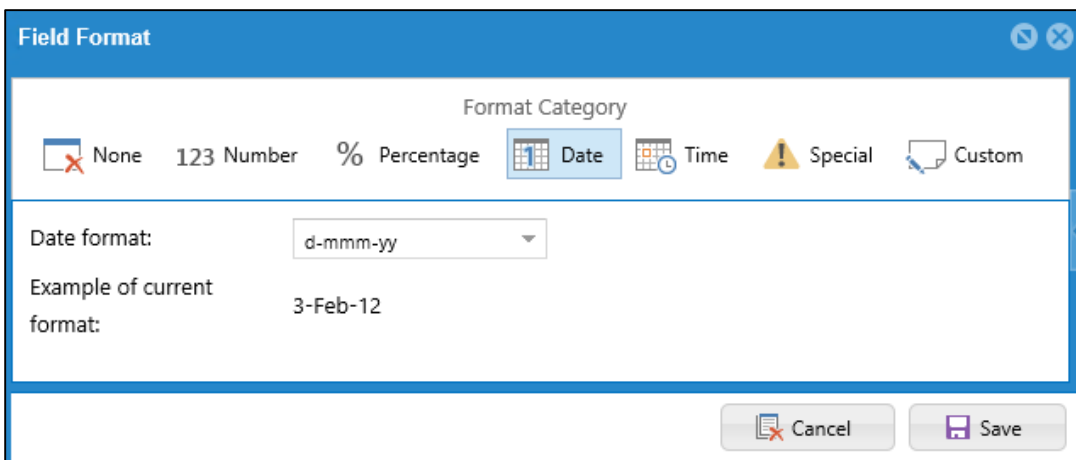 Field Format
Format Category
None 123 Number % Percentage 1 Date Time ! Special Custom
Date format: d-mmm-yy
Example of current
format:
3-Feb-12
Cancel Save